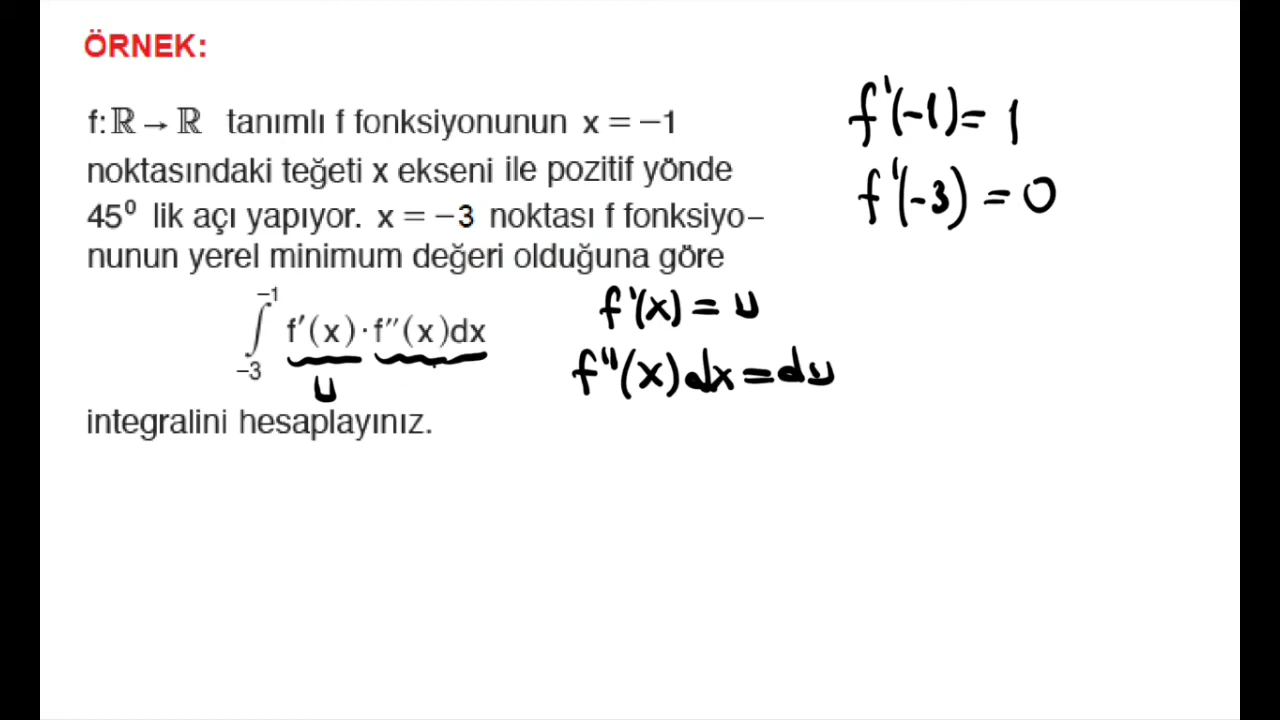 ÖRNEK:
f: ℝ → ℝ tanımlı f fonksiyonunun x = −1
noktasındaki teğeti x ekseni ile pozitif yönde
45⁰ lik açı yapıyor. x = −3 noktası f fonksiyo−
nunun yerel minimum değeri olduğuna göre
−1
∫ f′(x) · f″(x)dx
−3
u
integralini hesaplayınız.
f'(-1) = 1
f'(-3) = 0
f'(x) = u
f''(x) dx = du